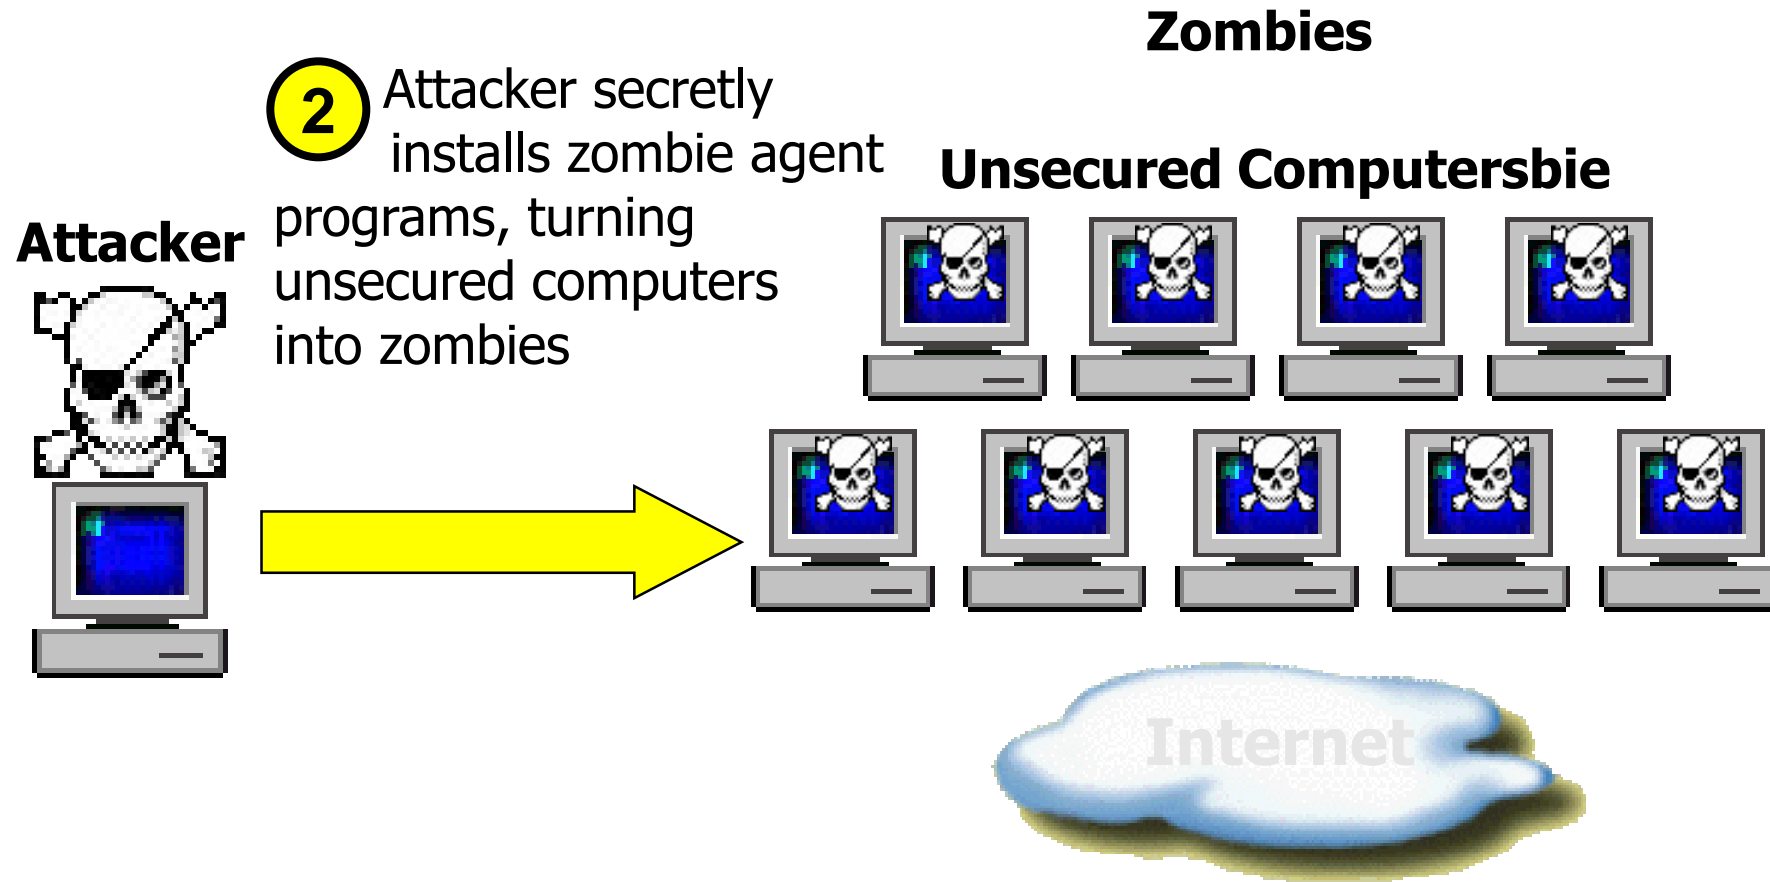 Zombies
2 Attacker secretly
installs zombie agent
programs, turning
unsecured computers
into zombies
Unsecured Computersbie
Attacker
Internet